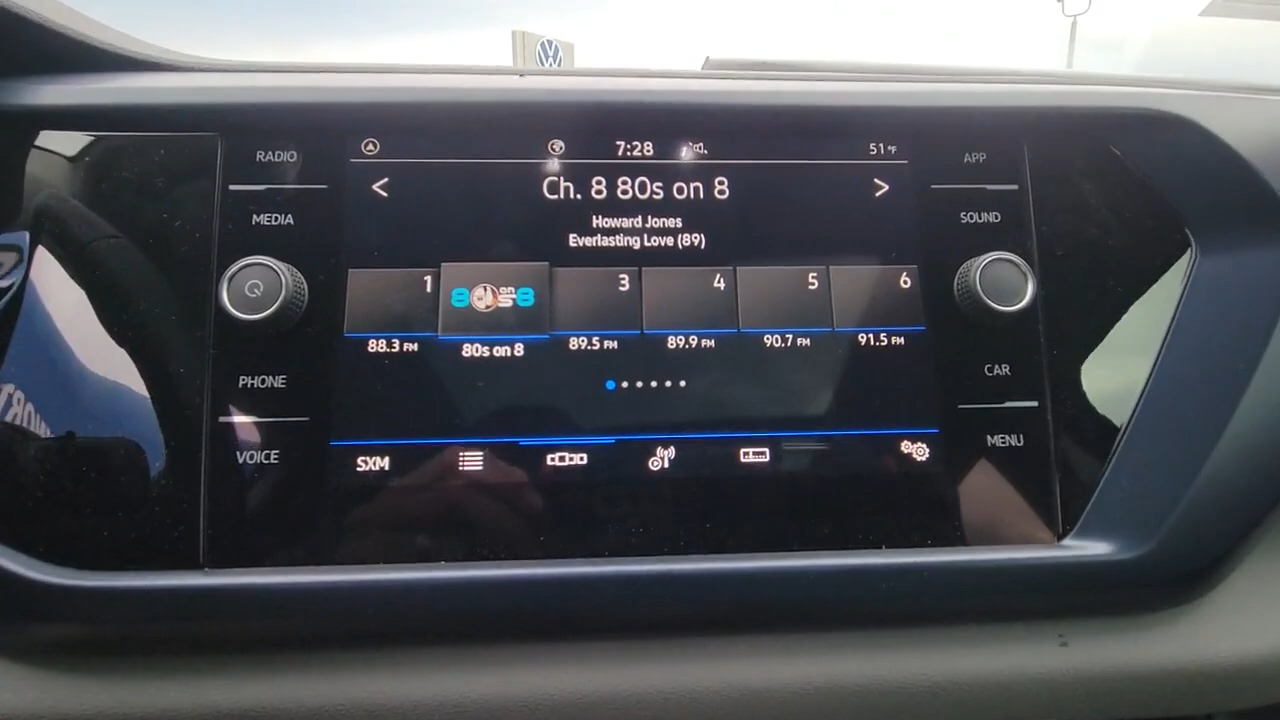 RADIO
MEDIA
PHONE
VOICE
7:28
51°F
Ch. 8 80s on 8
Howard Jones
Everlasting Love (89)
1
80s on 8
3
4
5
6
88.3 FM
80s on 8
89.5 FM
89.9 FM
90.7 FM
91.5 FM
SXM
APP
SOUND
CAR
MENU